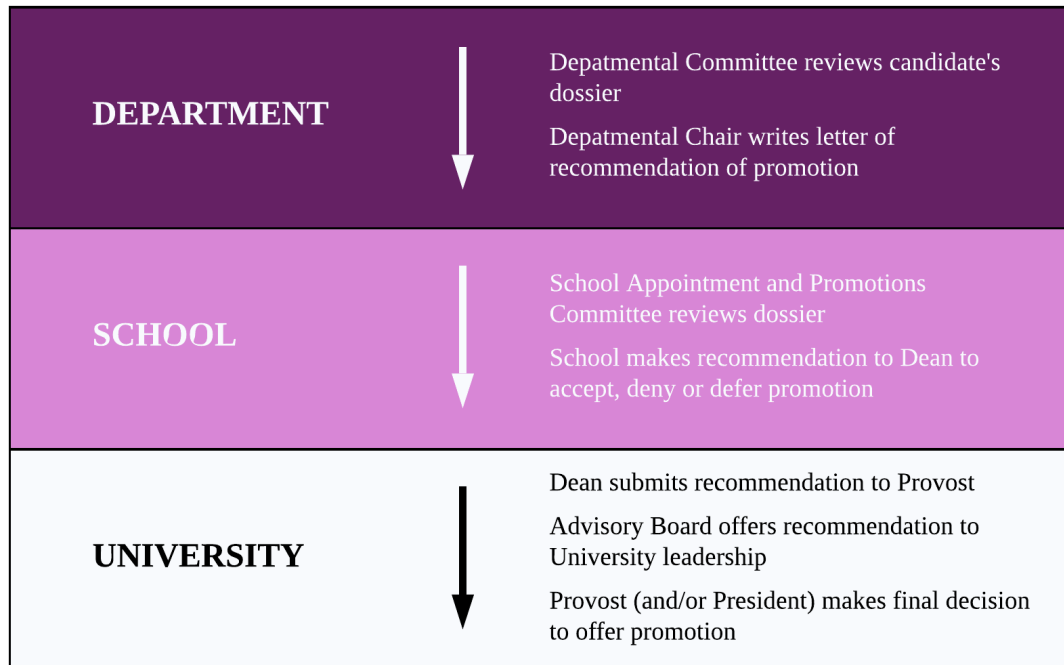 DEPARTMENT
Depatmental Committee reviews candidate's
dossier
Depatmental Chair writes letter of
recommendation of promotion
SCHOOL
School Appointment and Promotions
Committee reviews dossier
School makes recommendation to Dean to
accept, deny or defer promotion
UNIVERSITY
Dean submits recommendation to Provost
Advisory Board offers recommendation to
University leadership
Provost (and/or President) makes final decision
to offer promotion